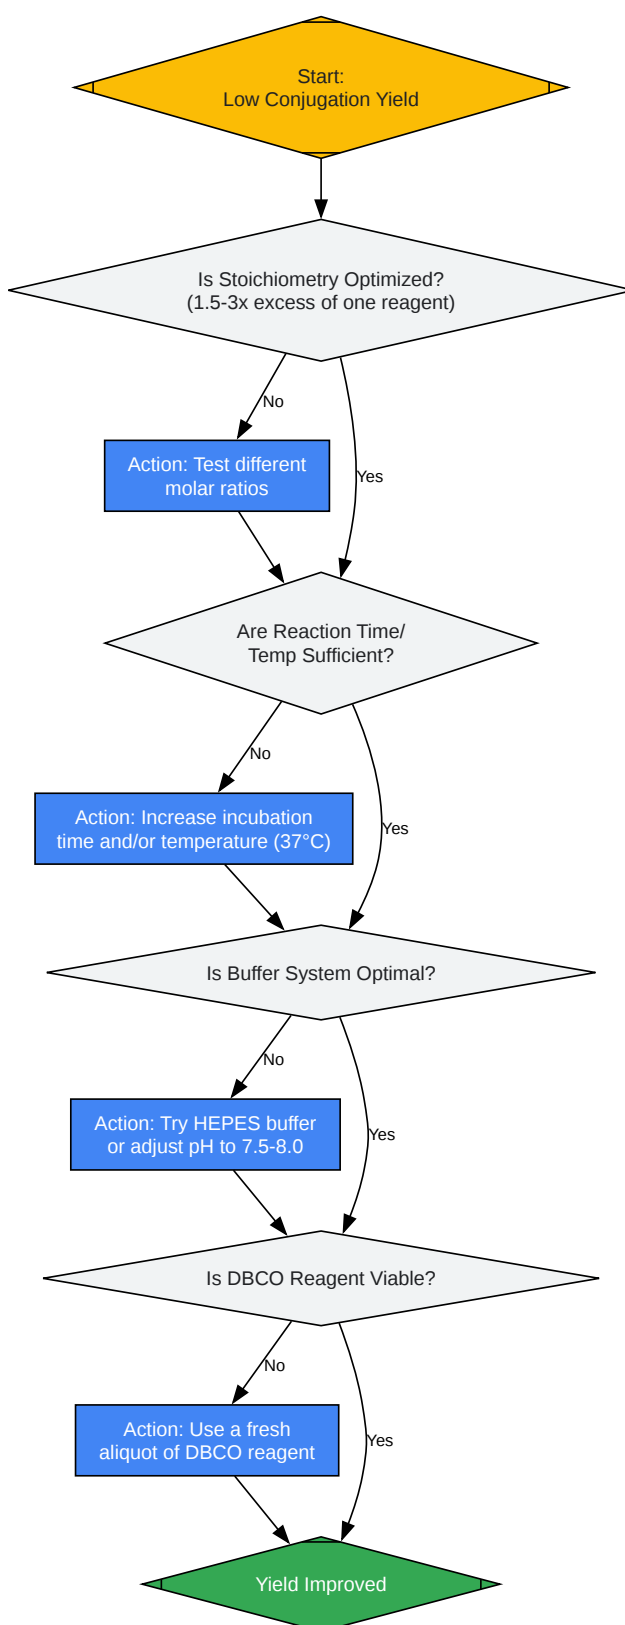 Start:
Low Conjugation Yield
Is Stoichiometry Optimized?
(1.5-3x excess of one reagent)
No
Action: Test different
molar ratios
Yes
Are Reaction Time/
Temp Sufficient?
No
Action: Increase incubation
time and/or temperature (37°C)
Yes
Is Buffer System Optimal?
No
Action: Try HEPES buffer
or adjust pH to 7.5-8.0
Yes
Is DBCO Reagent Viable?
No
Action: Use a fresh
aliquot of DBCO reagent
Yes
Yield Improved